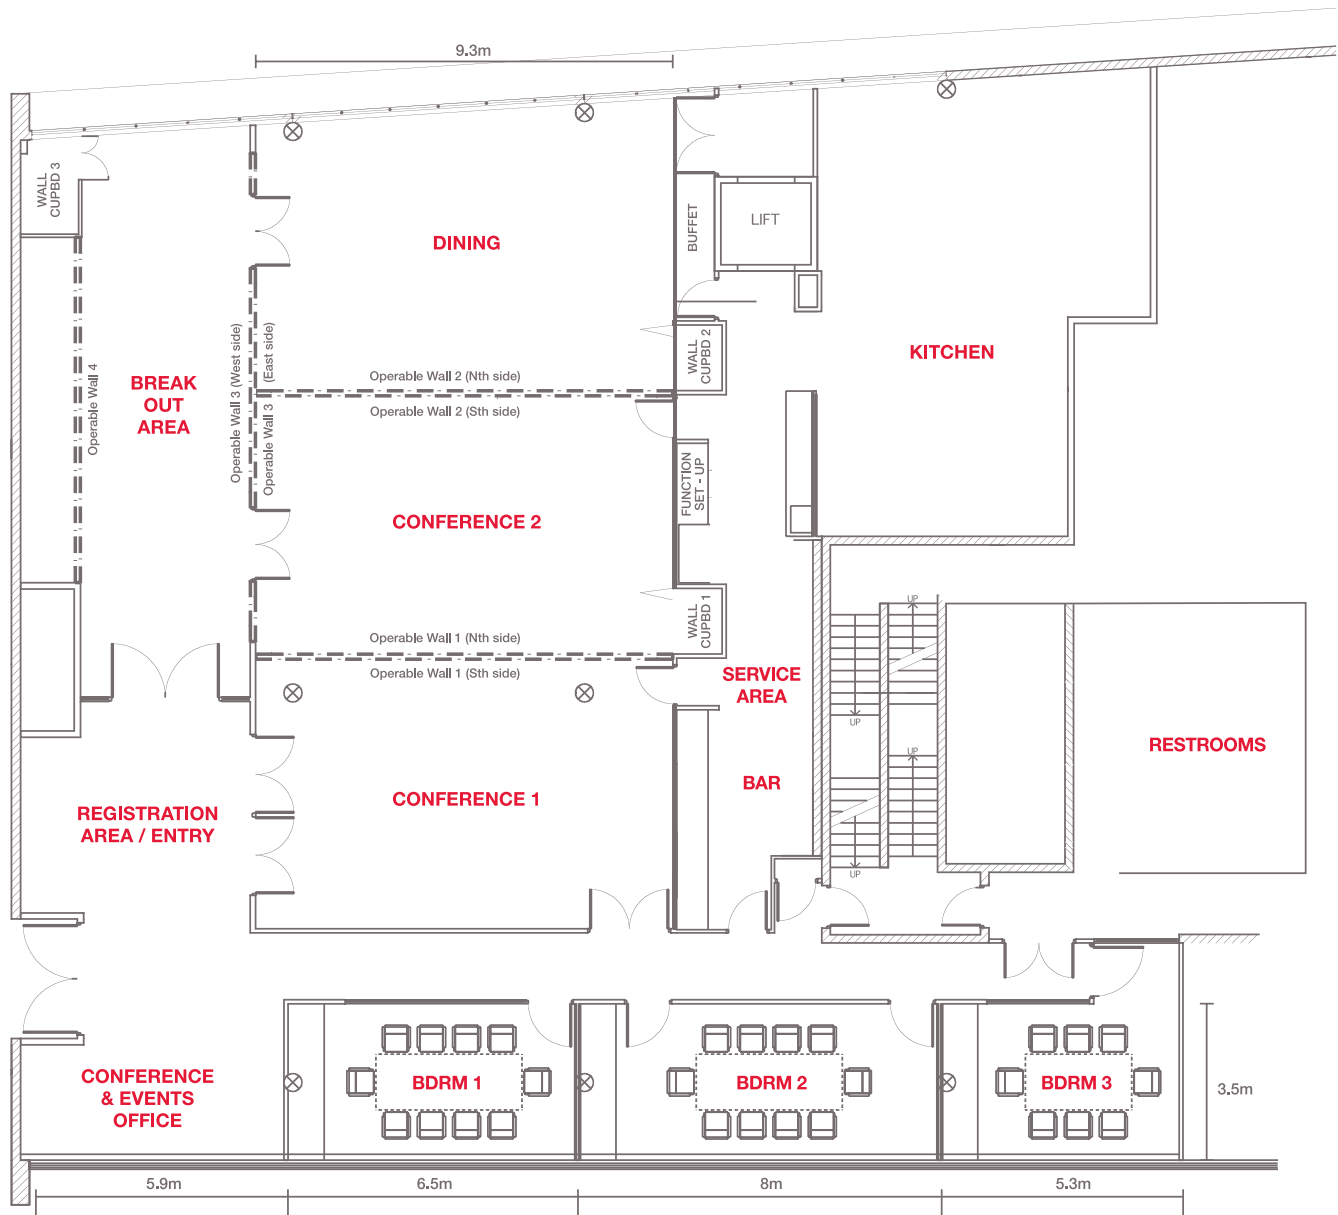 9.3m
WALL
CUPBD 3
DINING
BUFFET
LIFT
KITCHEN
Operable Wall 4
BREAK
OUT
AREA
Operable Wall 3 (West side)
Operable Wall 3 (East side)
Operable Wall 2 (Nth side)
Operable Wall 2 (Sth side)
WALL
CUPBD 2
CONFERENCE 2
FUNCTION
SET - UP
Operable Wall 1 (Nth side)
Operable Wall 1 (Sth side)
WALL
CUPBD 1
SERVICE
AREA
UP
UP
UP
UP
RESTROOMS
BAR
CONFERENCE 1
REGISTRATION
AREA / ENTRY
CONFERENCE
& EVENTS
OFFICE
BDRM 1
BDRM 2
BDRM 3
3.5m
5.9m
6.5m
8m
5.3m